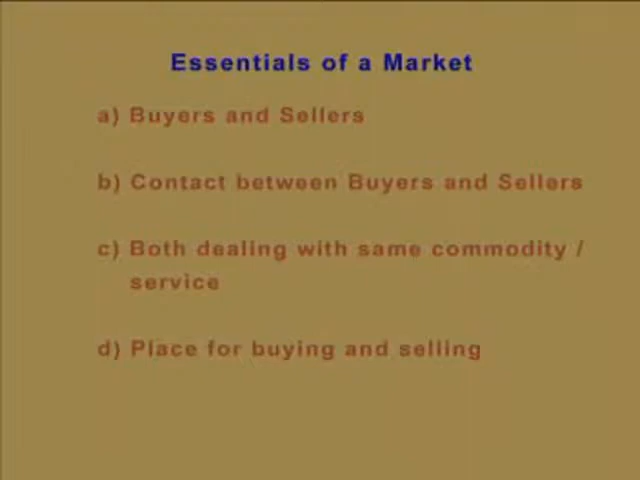 Essentials of a Market
a) Buyers and Sellers
b) Contact between Buyers and Sellers
c) Both dealing with same commodity /
service
d) Place for buying and selling